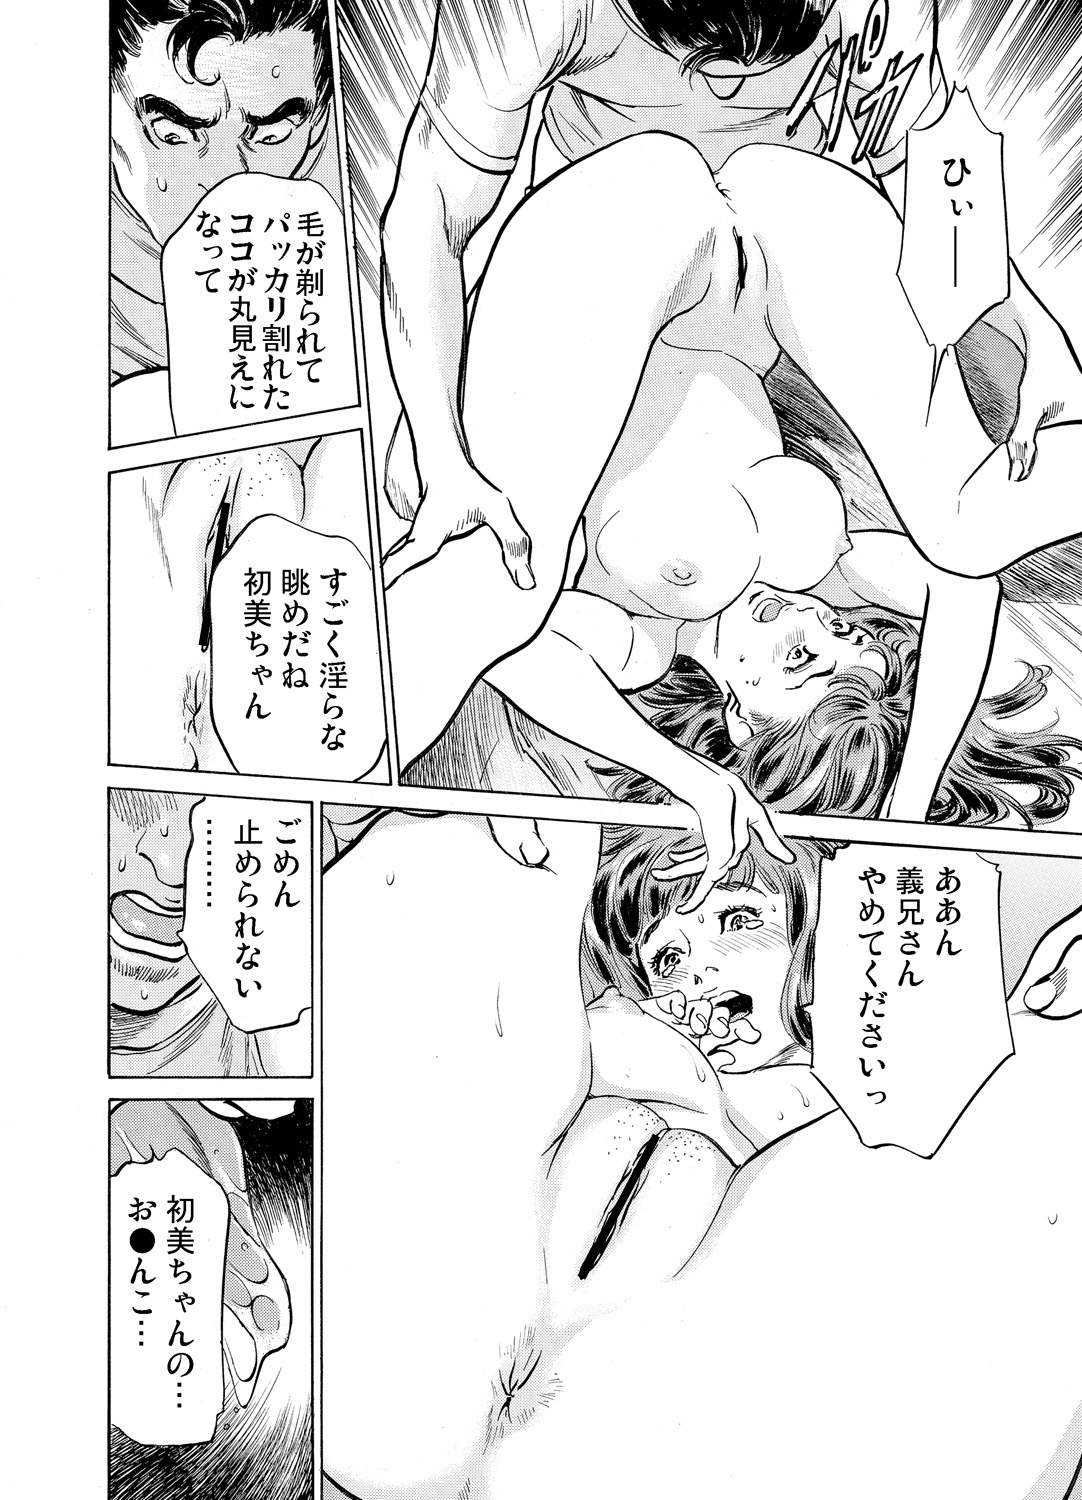 パカ
ひぃ――
毛が剃られて
パッカリ割れた
ココが丸見えに
なって
すごく淫らな
眺めだね
初美ちゃん
ああん
義兄さん
やめてくださいっ
ごめん
止められない
………
初美ちゃんの…
お●んこ…